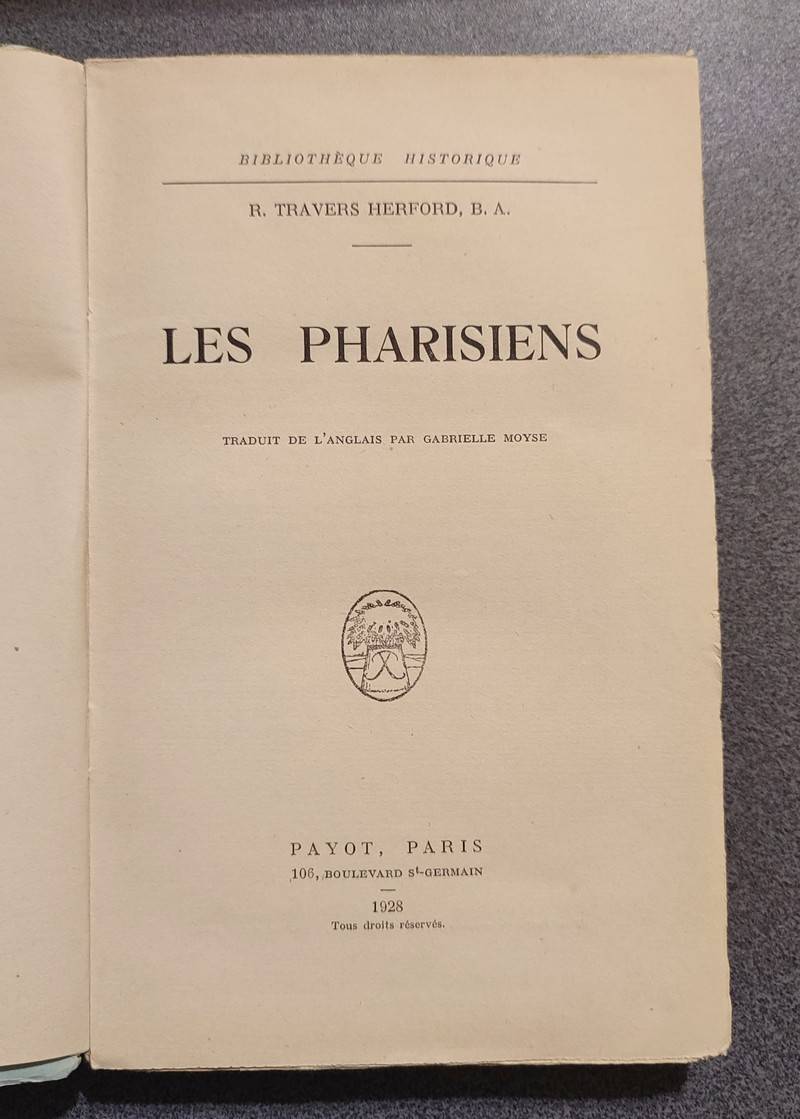 BIBLIOTHÈQUE HISTORIQUE
R. TRAVERS HERFORD, B. A.
LES PHARISIENS
TRADUIT DE L'ANGLAIS PAR GABRIELLE MOYSE
PAYOT, PARIS
106, BOULEVARD St-GERMAIN
1928
Tous droits réservés.